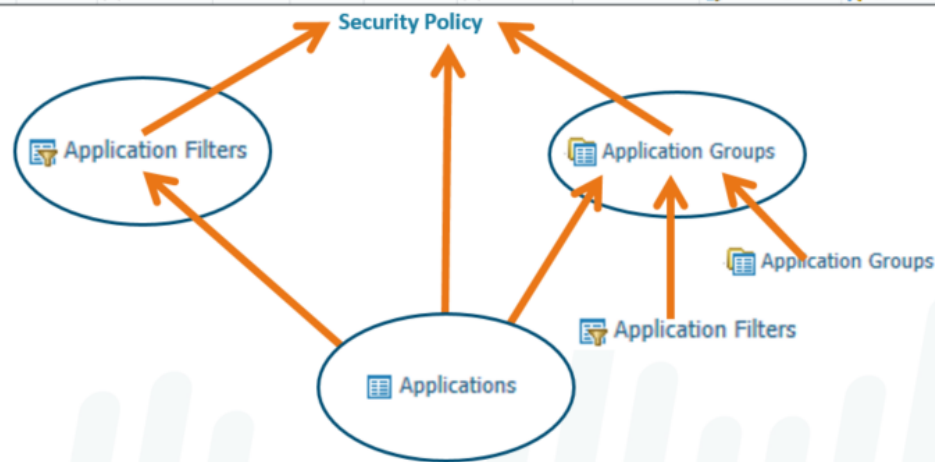 Security Policy
Application Filters
Application Groups
Application Groups
Application Filters
Applications